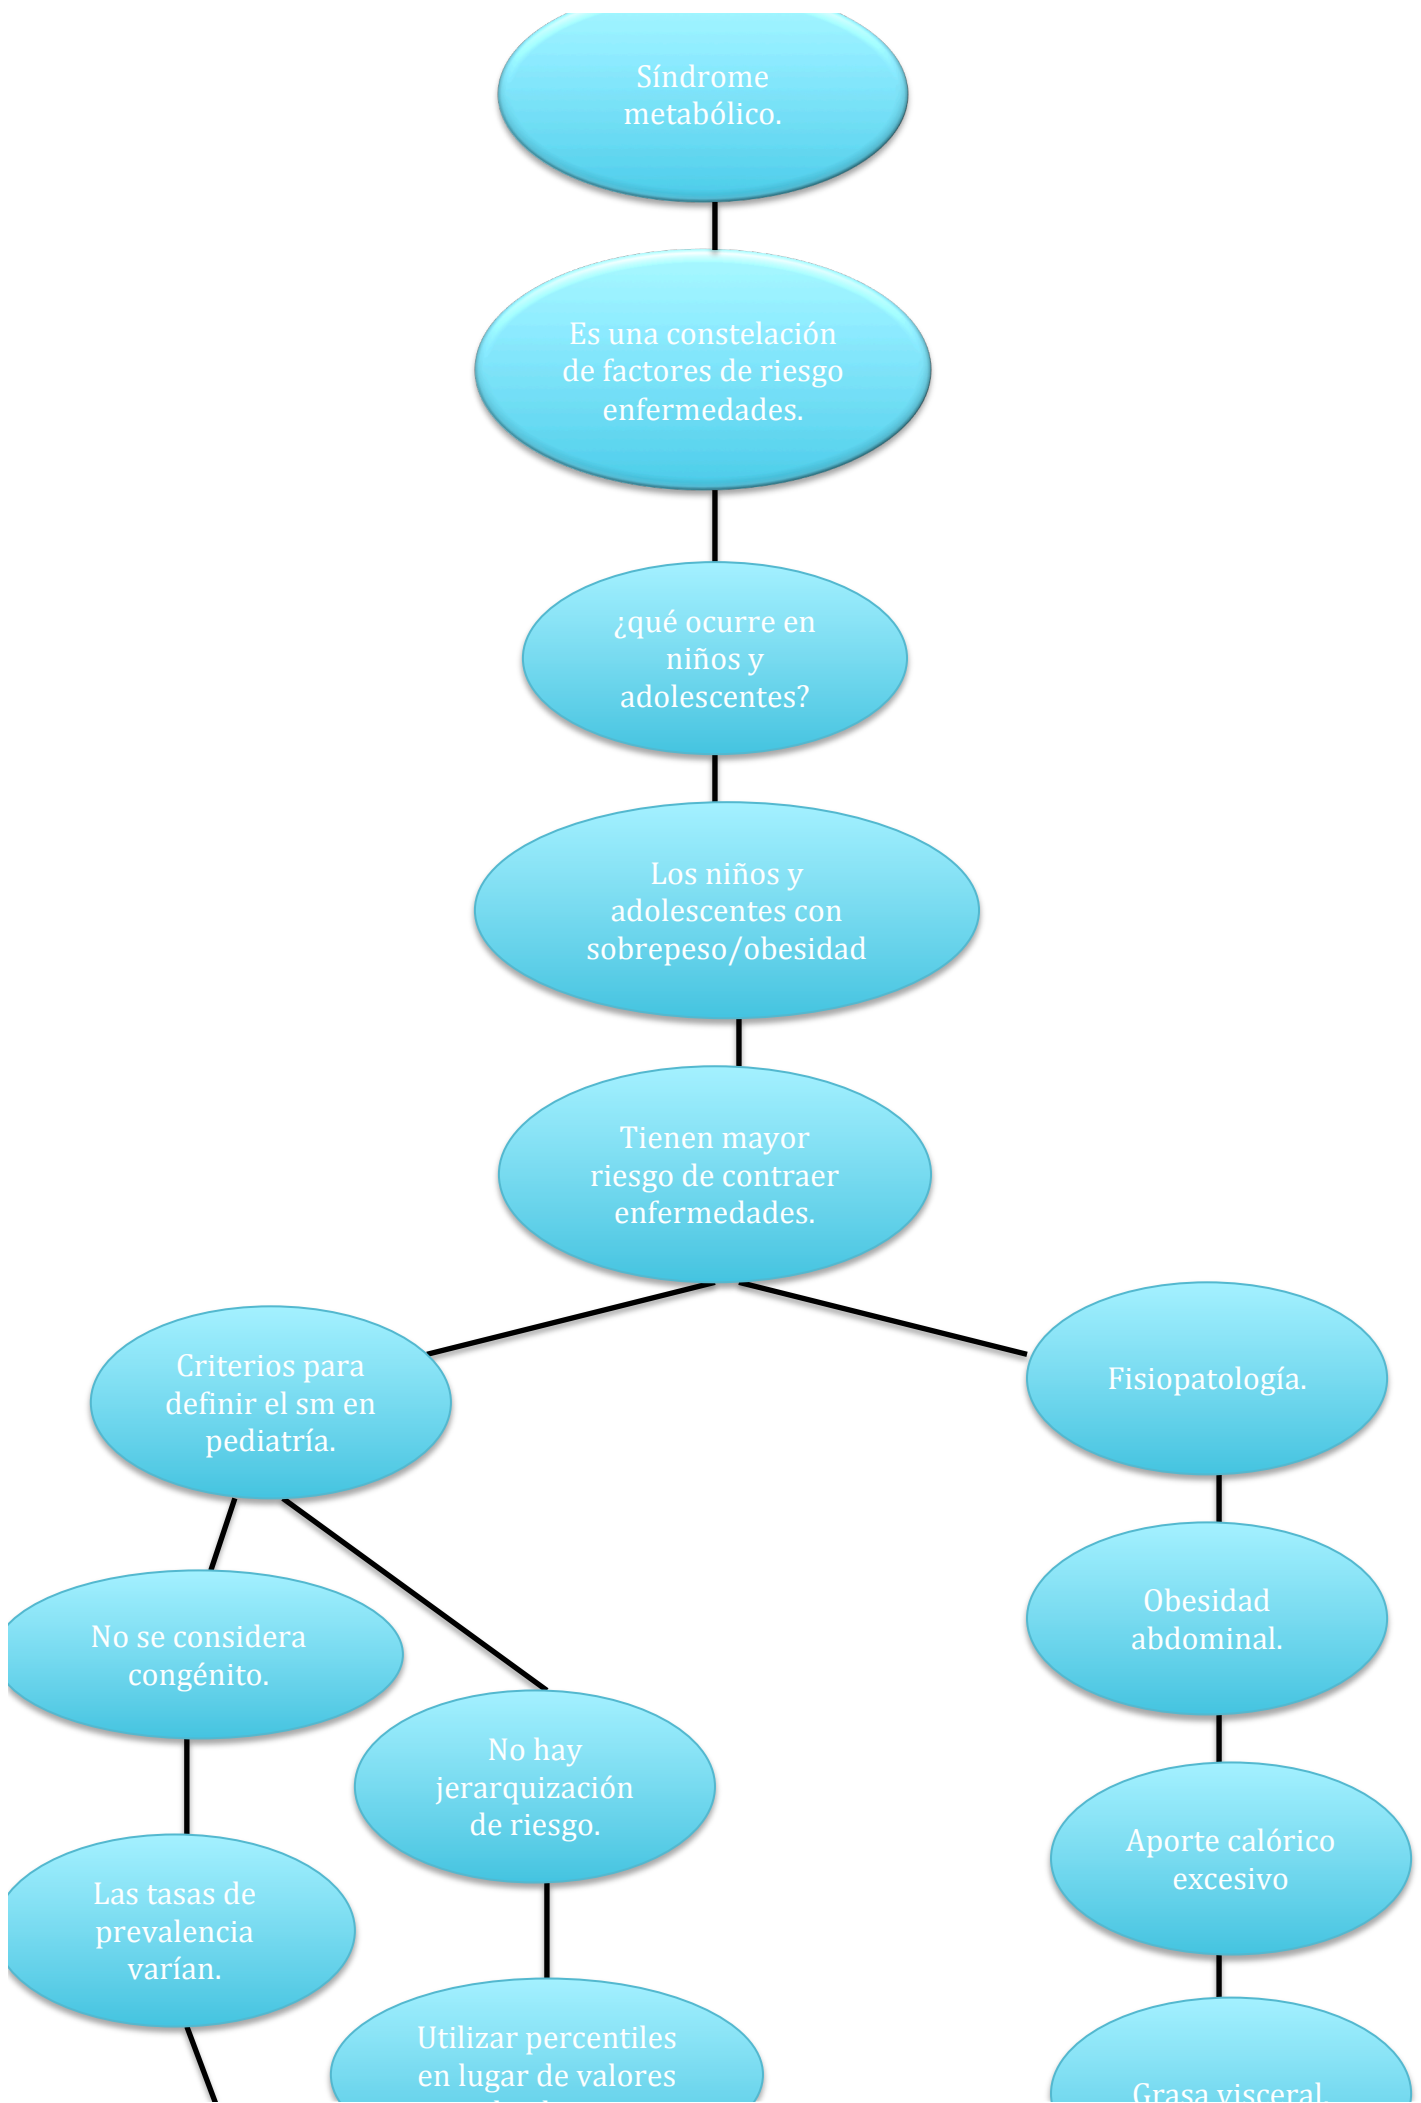 Síndrome
metabólico.
Es una constelación
de factores de riesgo
enfermedades.
¿qué ocurre en
niños y
adolescentes?
Los niños y
adolescentes con
sobrepeso/obesidad
Tienen mayor
riesgo de contraer
enfermedades.
Criterios para
definir el sm en
pediatría.
Fisiopatología.
No se considera
congénito.
Obesidad
abdominal.
No hay
jerarquización
de riesgo.
Aporte calórico
excesivo
Las tasas de
prevalencia
varían.
Utilizar percentiles
en lugar de valores
Grasa visceral.